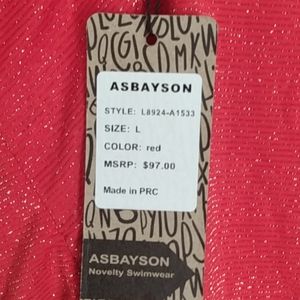 ASBAYSON
STYLE: L8924-A1533
SIZE: L
COLOR: red
MSRP: $97.00
Made in PRC
ASBAYSON
Novelty Swimwear